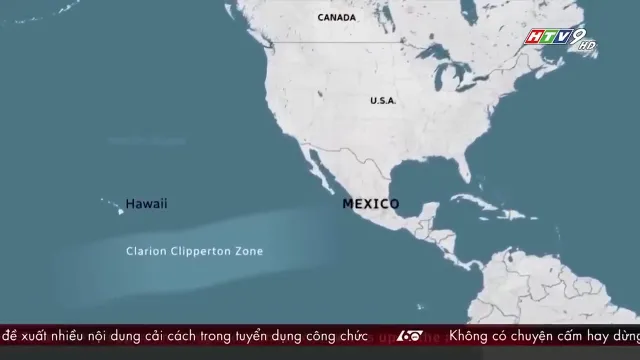 CANADA
HTV9 HD
U.S.A.
Hawaii
MEXICO
Clarion Clipperton Zone
đề xuất nhiều nội dung cải cách trong tuyển dụng công chức 60 Không có chuyện cấm hay dừng